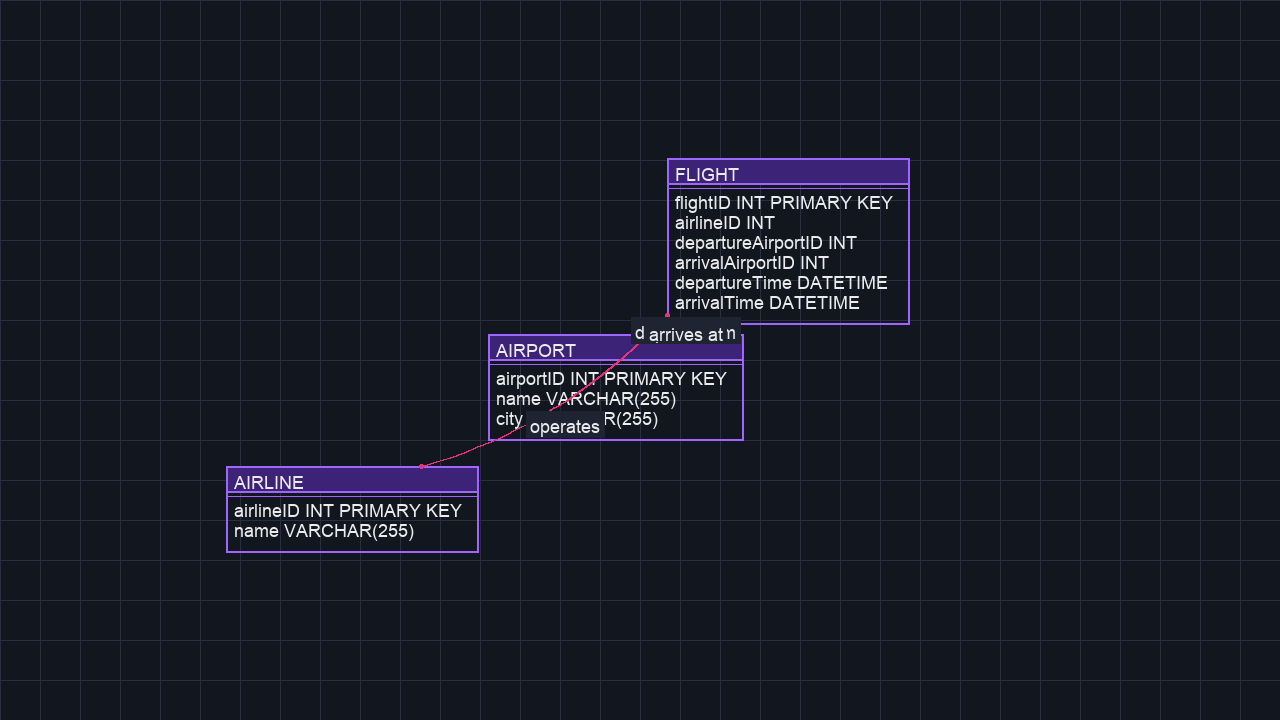 FLIGHT
flightID INT PRIMARY KEY
airlineID INT
departureAirportID INT
arrivalAirportID INT
departureTime DATETIME
arrivalTime DATETIME
arrives at
AIRPORT
airportID INT PRIMARY KEY
name VARCHAR(255)
city R(255)
operates
AIRLINE
airlineID INT PRIMARY KEY
name VARCHAR(255)